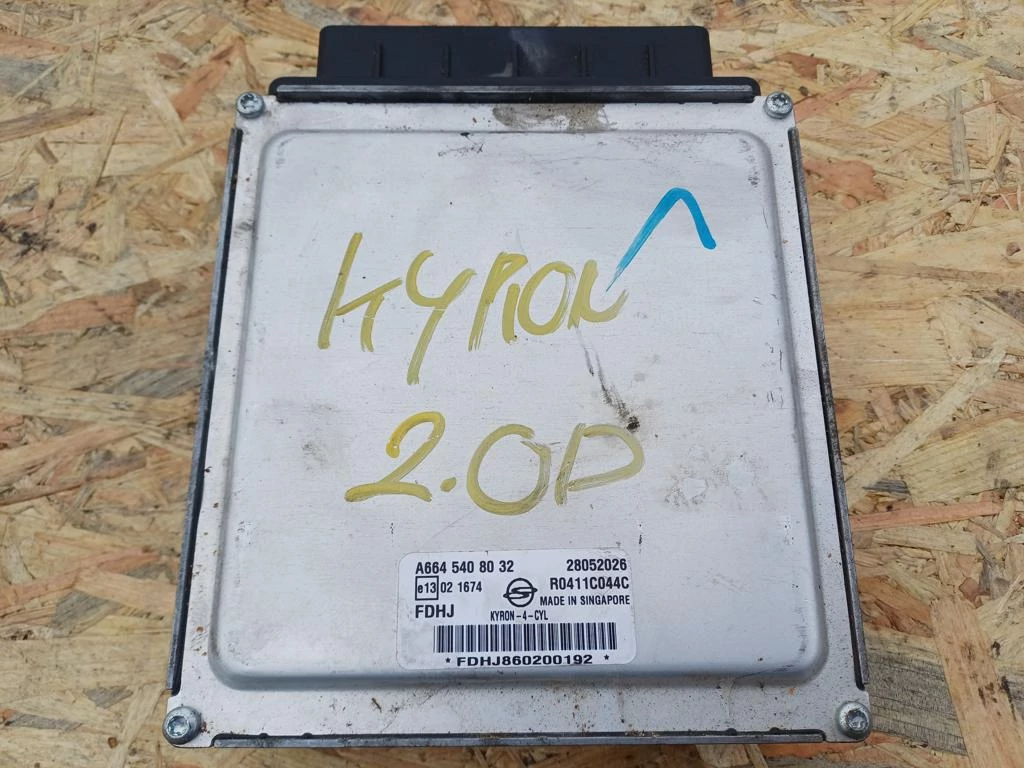 KYRON
2.0D
A664 540 80 32 28052026
e13 02 1674 R0411C044C
MADE IN SINGAPORE
FDHJ KYRON-4-CYL
* FDHJ860200192 *